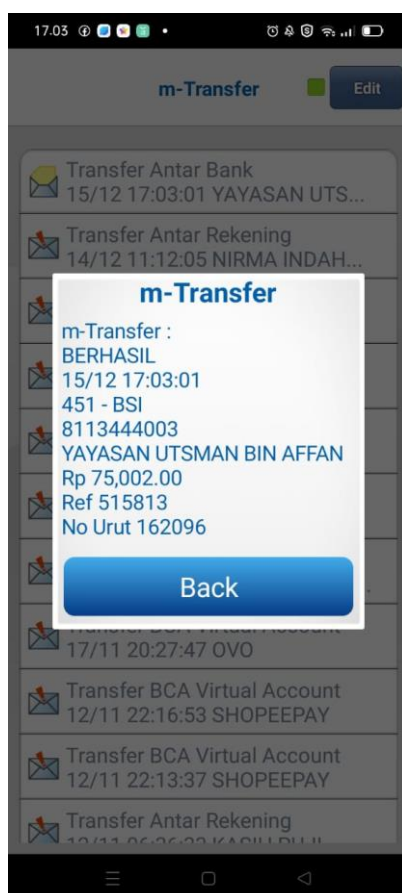 17.03
m-Transfer
Edit
Transfer Antar Bank
15/12 17:03:01 YAYASAN UTS...
Transfer Antar Rekening
14/12 11:12:05 NIRMA INDAH...
m-Transfer
m-Transfer :
BERHASIL
15/12 17:03:01
451 - BSI
8113444003
YAYASAN UTSMAN BIN AFFAN
Rp 75,002.00
Ref 515813
No Urut 162096
Back
Transfer BCA Virtual Account
17/11 20:27:47 OVO
Transfer BCA Virtual Account
12/11 22:16:53 SHOPEEPAY
Transfer BCA Virtual Account
12/11 22:13:37 SHOPEEPAY
Transfer Antar Rekening